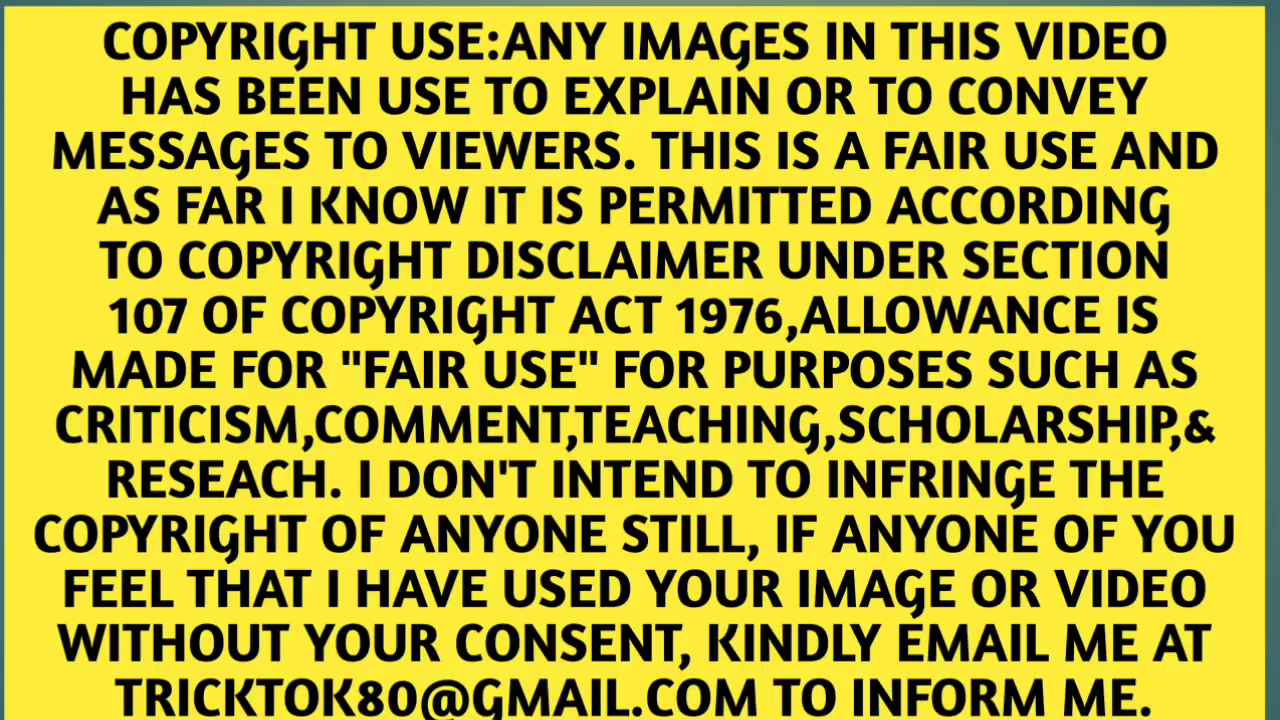 COPYRIGHT USE:ANY IMAGES IN THIS VIDEO
HAS BEEN USE TO EXPLAIN OR TO CONVEY
MESSAGES TO VIEWERS. THIS IS A FAIR USE AND
AS FAR I KNOW IT IS PERMITTED ACCORDING
TO COPYRIGHT DISCLAIMER UNDER SECTION
107 OF COPYRIGHT ACT 1976,ALLOWANCE IS
MADE FOR "FAIR USE" FOR PURPOSES SUCH AS
CRITICISM,COMMENT,TEACHING,SCHOLARSHIP,&
RESEACH. I DON'T INTEND TO INFRINGE THE
COPYRIGHT OF ANYONE STILL, IF ANYONE OF YOU
FEEL THAT I HAVE USED YOUR IMAGE OR VIDEO
WITHOUT YOUR CONSENT, KINDLY EMAIL ME AT
TRICKTOK80@GMAIL.COM TO INFORM ME.